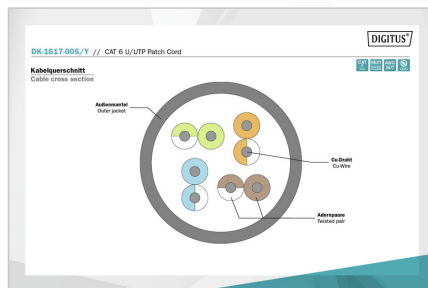 DIGITUS®
DK-1617-005/Y // CAT 6 U/UTP Patch Cord
Kabelquerschnitt
Cable cross section
Außenmantel
Outer jacket
Cu-Draht
Cu-Wire
Adernpaare
Twisted pair